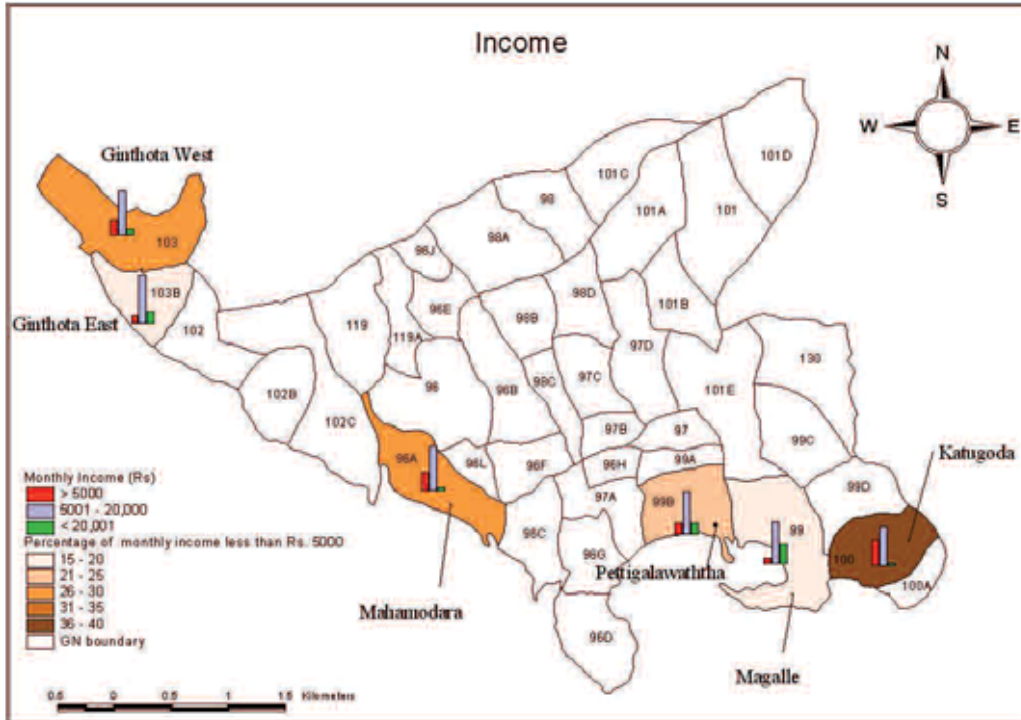 Income
N
W E
S
Ginthota West
103
103B
Ginthota East
102
102B
102C
119
119A
96J
96E
96
98A
98
101C
101A
101
101D
98B
98D
101B
98C
97C
97D
101E
130
96B
97B
97
99C
96A
96L
96F
96H
99A
99D
97A
99B
99
100
100A
96C
96G
96D
Katugoda
Pettigalawaththa
Mahamodara
Magalle
Monthly Income (Rs)
> 5000
5001 - 20,000
< 20,001
Percentage of monthly income less than Rs. 5000
15 - 20
21 - 25
26 - 30
31 - 35
36 - 40
GN boundary
0.5 0 0.5 1 1.5 Kilometers